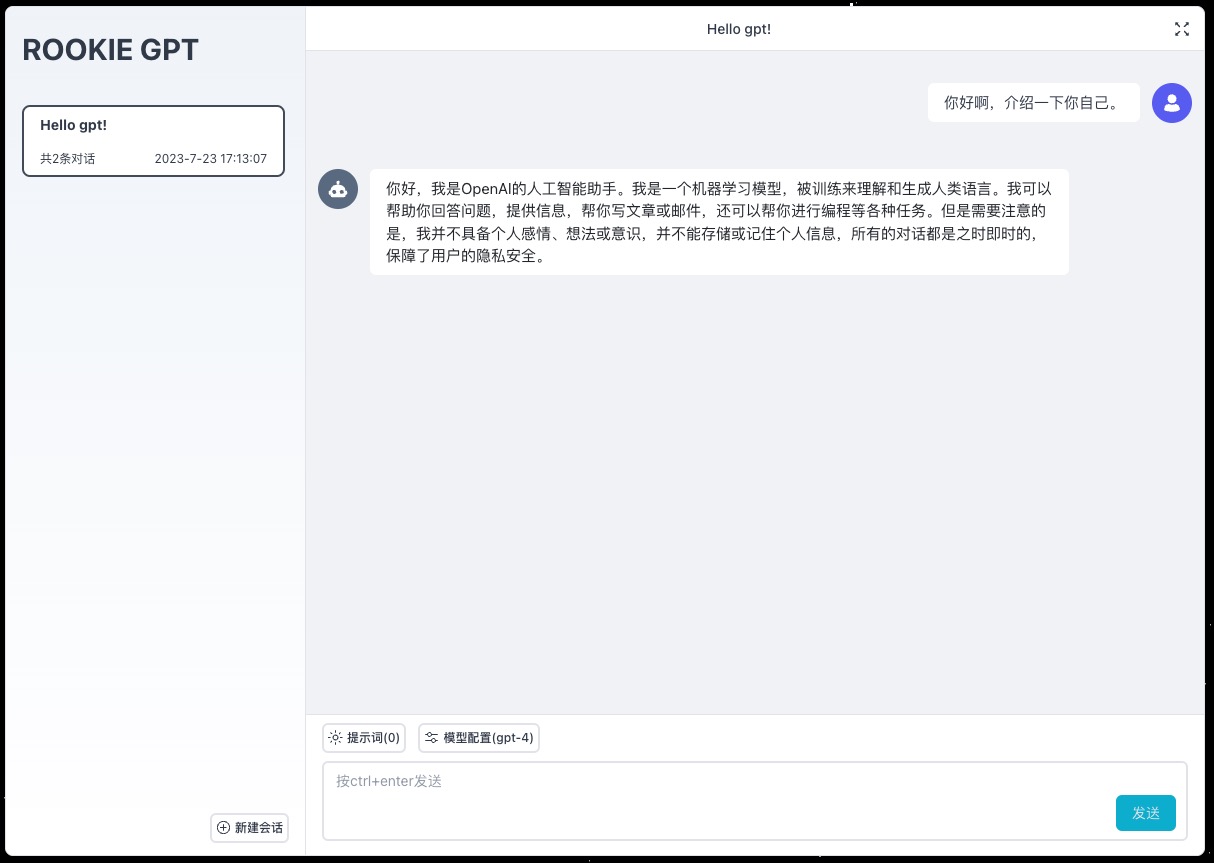 ROOKIE GPT
Hello gpt!
共2条对话
2023-7-23 17:13:07
新建会话
Hello gpt!
你好啊，介绍一下你自己。
你好，我是OpenAI的人工智能助手。我是一个机器学习模型，被训练来理解和生成人类语言。我可以
帮助你回答问题，提供信息，帮你写文章或邮件，还可以帮你进行编程等各种任务。但是需要注意的
是，我并不具备个人感情、想法或意识，并不能存储或记住个人信息，所有的对话都是之时即时的，
保障了用户的隐私安全。
提示词(0)
模型配置(gpt-4)
按ctrl+enter发送
发送